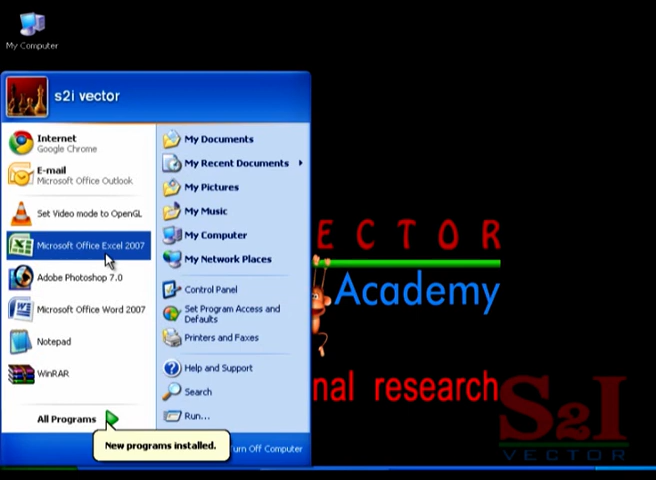 My Computer
s2i vector
Internet
Google Chrome
E-mail
Microsoft Office Outlook
Set Video mode to OpenGL
Microsoft Office Excel 2007
Adobe Photoshop 7.0
Microsoft Office Word 2007
Notepad
WinRAR
All Programs
New programs installed.
My Documents
My Recent Documents
My Pictures
My Music
My Computer
My Network Places
Control Panel
Set Program Access and
Defaults
Printers and Faxes
Help and Support
Search
Run...
urn Off Computer
ECTOR
Academy
nal research
S2I
VECTOR